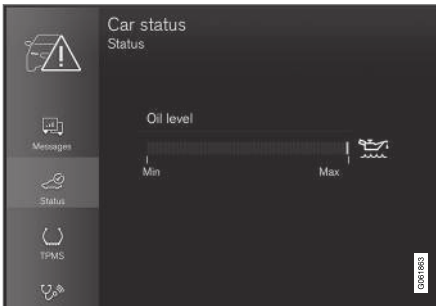 Car status
Status
Messages
Status
TPMS
Oil level
Min Max
G061863